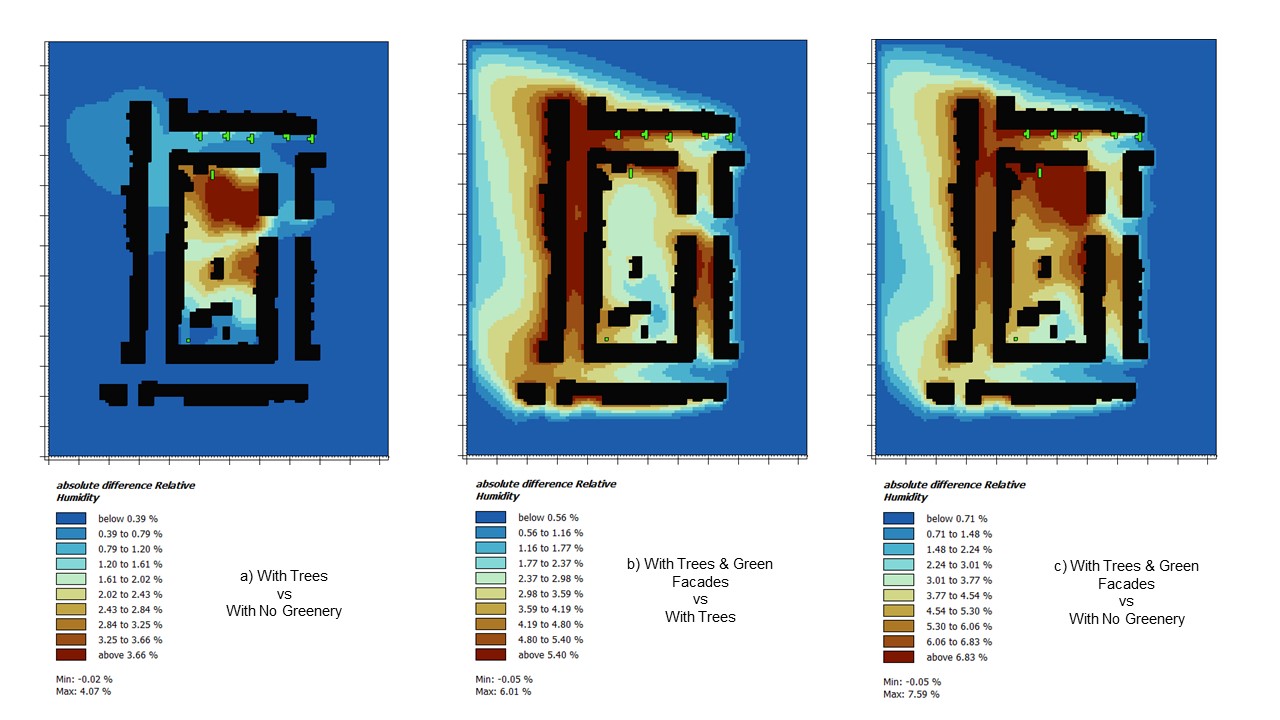 absolute difference Relative
Humidity
below 0.39 %
0.39 to 0.79 %
0.79 to 1.20 %
1.20 to 1.61 %
1.61 to 2.02 %
2.02 to 2.43 %
2.43 to 2.84 %
2.84 to 3.25 %
3.25 to 3.66 %
above 3.66 %
Min: -0.02 %
Max: 4.07 %
a) With Trees
vs
With No Greenery
absolute difference Relative
Humidity
below 0.56 %
0.56 to 1.16 %
1.16 to 1.77 %
1.77 to 2.37 %
2.37 to 2.98 %
2.98 to 3.59 %
3.59 to 4.19 %
4.19 to 4.80 %
4.80 to 5.40 %
above 5.40 %
Min: -0.05 %
Max: 6.01 %
b) With Trees & Green
Facades
vs
With Trees
absolute difference Relative
Humidity
below 0.71 %
0.71 to 1.48 %
1.48 to 2.24 %
2.24 to 3.01 %
3.01 to 3.77 %
3.77 to 4.54 %
4.54 to 5.30 %
5.30 to 6.06 %
6.06 to 6.83 %
above 6.83 %
Min: -0.05 %
Max: 7.59 %
c) With Trees & Green
Facades
vs
With No Greenery